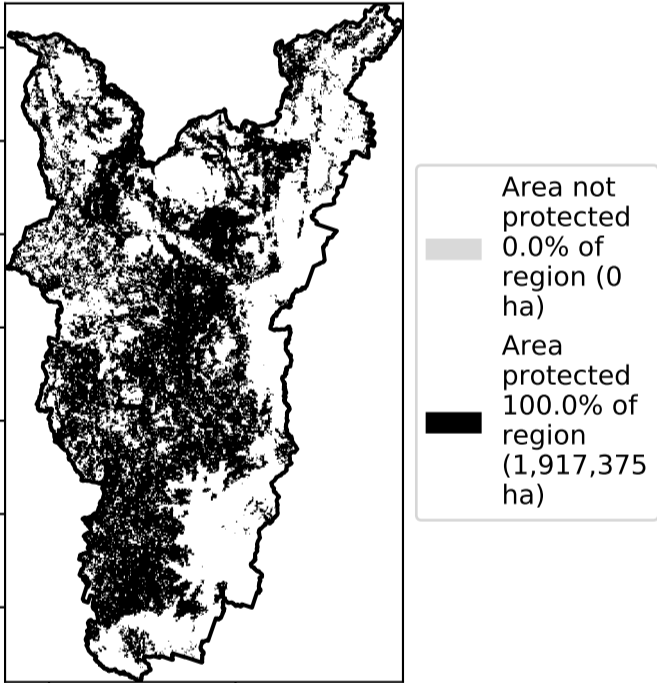 Area not
protected
0.0% of
region (0
ha)
Area
protected
100.0% of
region
(1,917,375
ha)